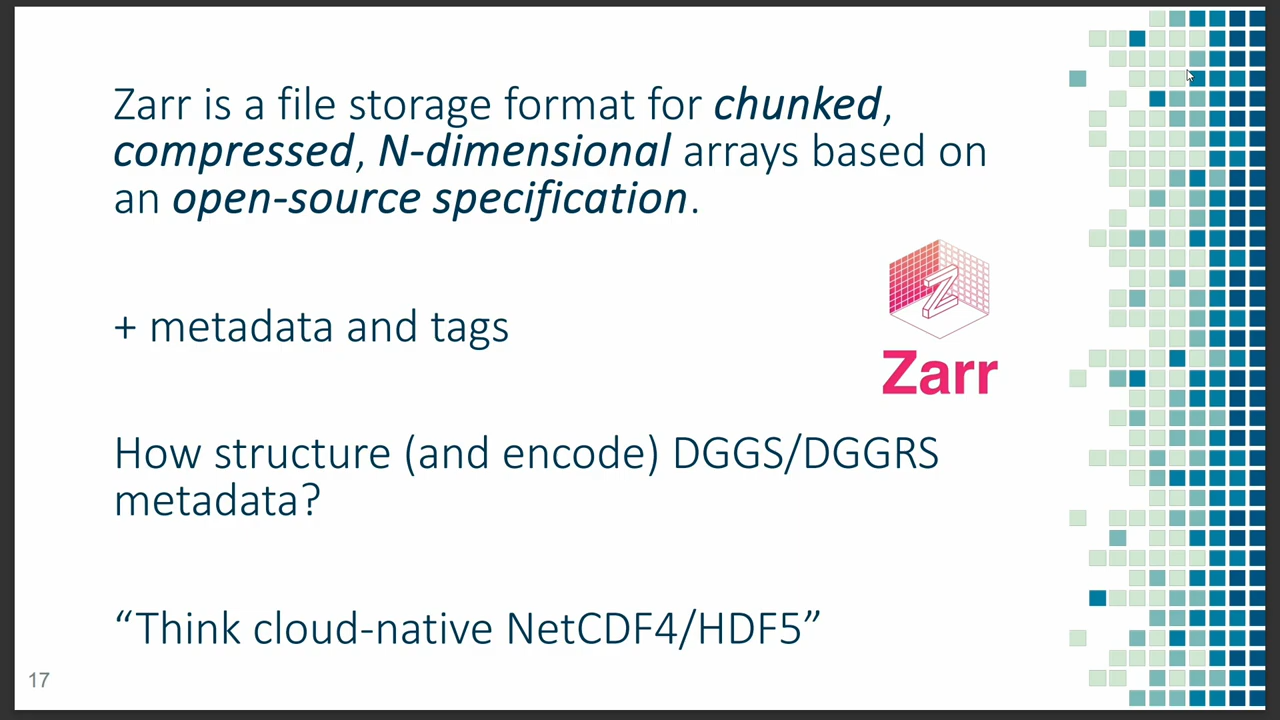 Zarr is a file storage format for chunked,
compressed, N-dimensional arrays based on
an open-source specification.
Z
Zarr
+ metadata and tags
How structure (and encode) DGGS/DGGRS
metadata?
“Think cloud-native NetCDF4/HDF5”
17